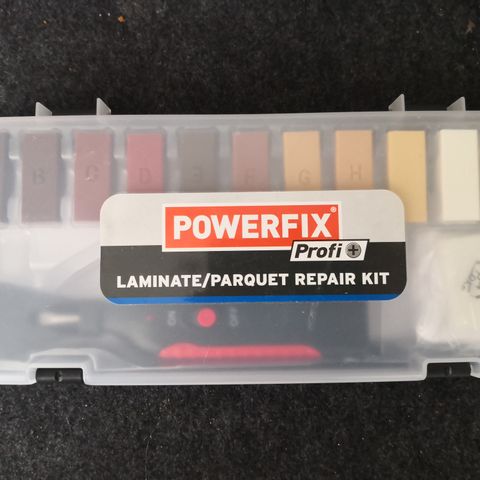 B C D E R G H
POWERFIX®
Profi+
LAMINATE/PARQUET REPAIR KIT